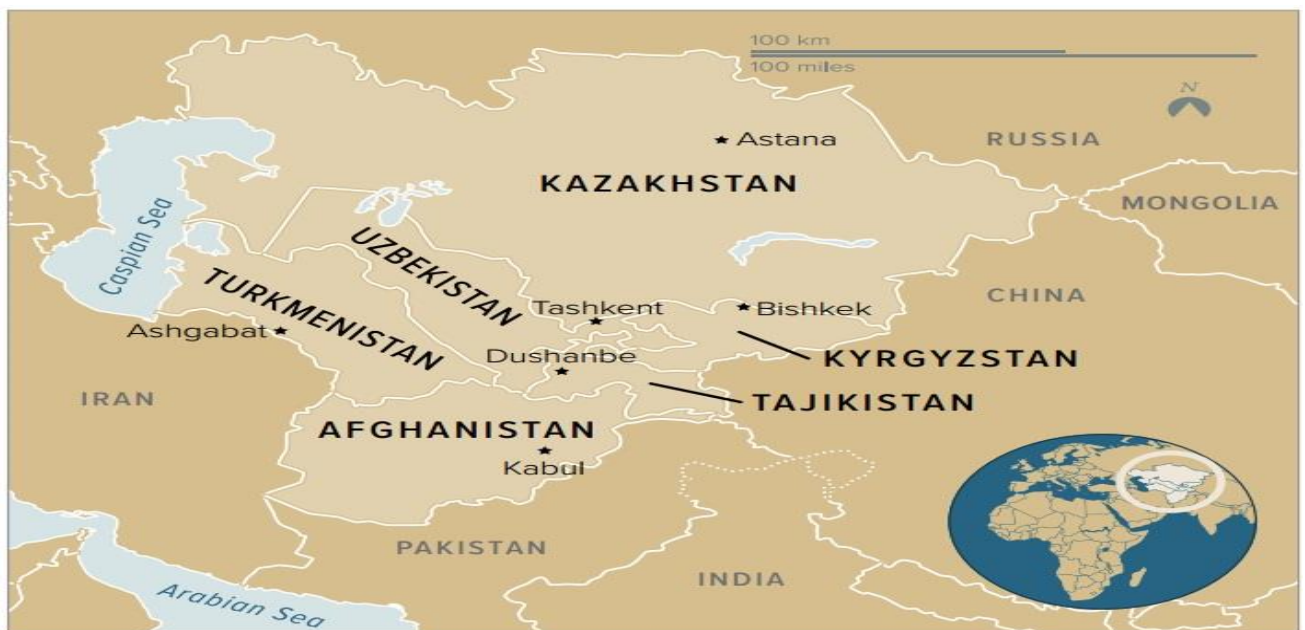 100 km
100 miles
N
Astana
RUSSIA
KAZAKHSTAN
MONGOLIA
Caspian Sea
UZBEKISTAN
TURKMENISTAN
CHINA
Tashkent
Bishkek
Ashgabat
Dushanbe
KYRGYZSTAN
IRAN
TAJIKISTAN
AFGHANISTAN
Kabul
PAKISTAN
INDIA
Arabian Sea